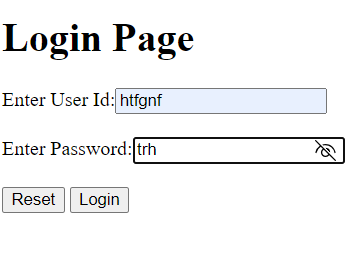 Login Page
Enter User Id: htfgnf
Enter Password: trh
Reset Login